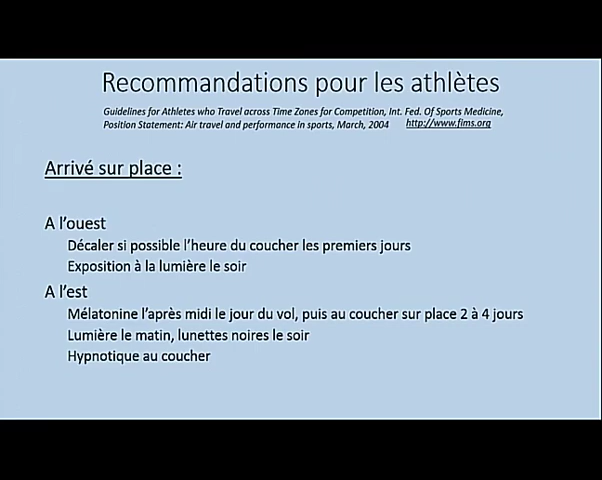 Recommandations pour les athlètes
Guidelines for Athletes who Travel across Time Zones for Competition, Int. Fed. Of Sports Medicine,
Position Statement: Air travel and performance in sports, March, 2004 http://www.fims.org
Arrivé sur place :
A l'ouest
Décaler si possible l'heure du coucher les premiers jours
Exposition à la lumière le soir
A l'est
Mélatonine l'après midi le jour du vol, puis au coucher sur place 2 à 4 jours
Lumière le matin, lunettes noires le soir
Hypnotique au coucher